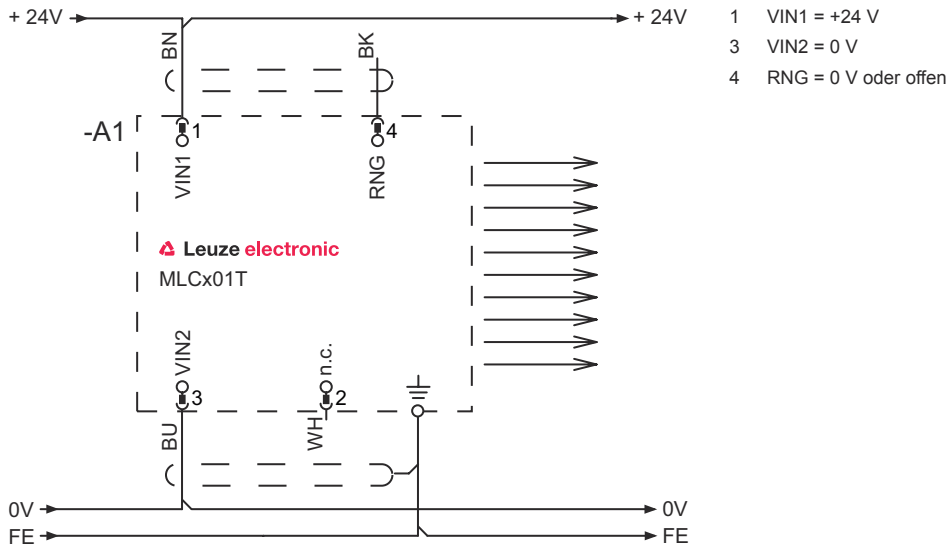 + 24V
+ 24V
1 VIN1 = +24 V
3 VIN2 = 0 V
4 RNG = 0 V oder offen
BN
BK
-A1
1
4
VIN1
RNG
Leuze electronic
MLCx01T
VIN2
n.c.
3
2
BU
WH
0V
0V
FE
FE